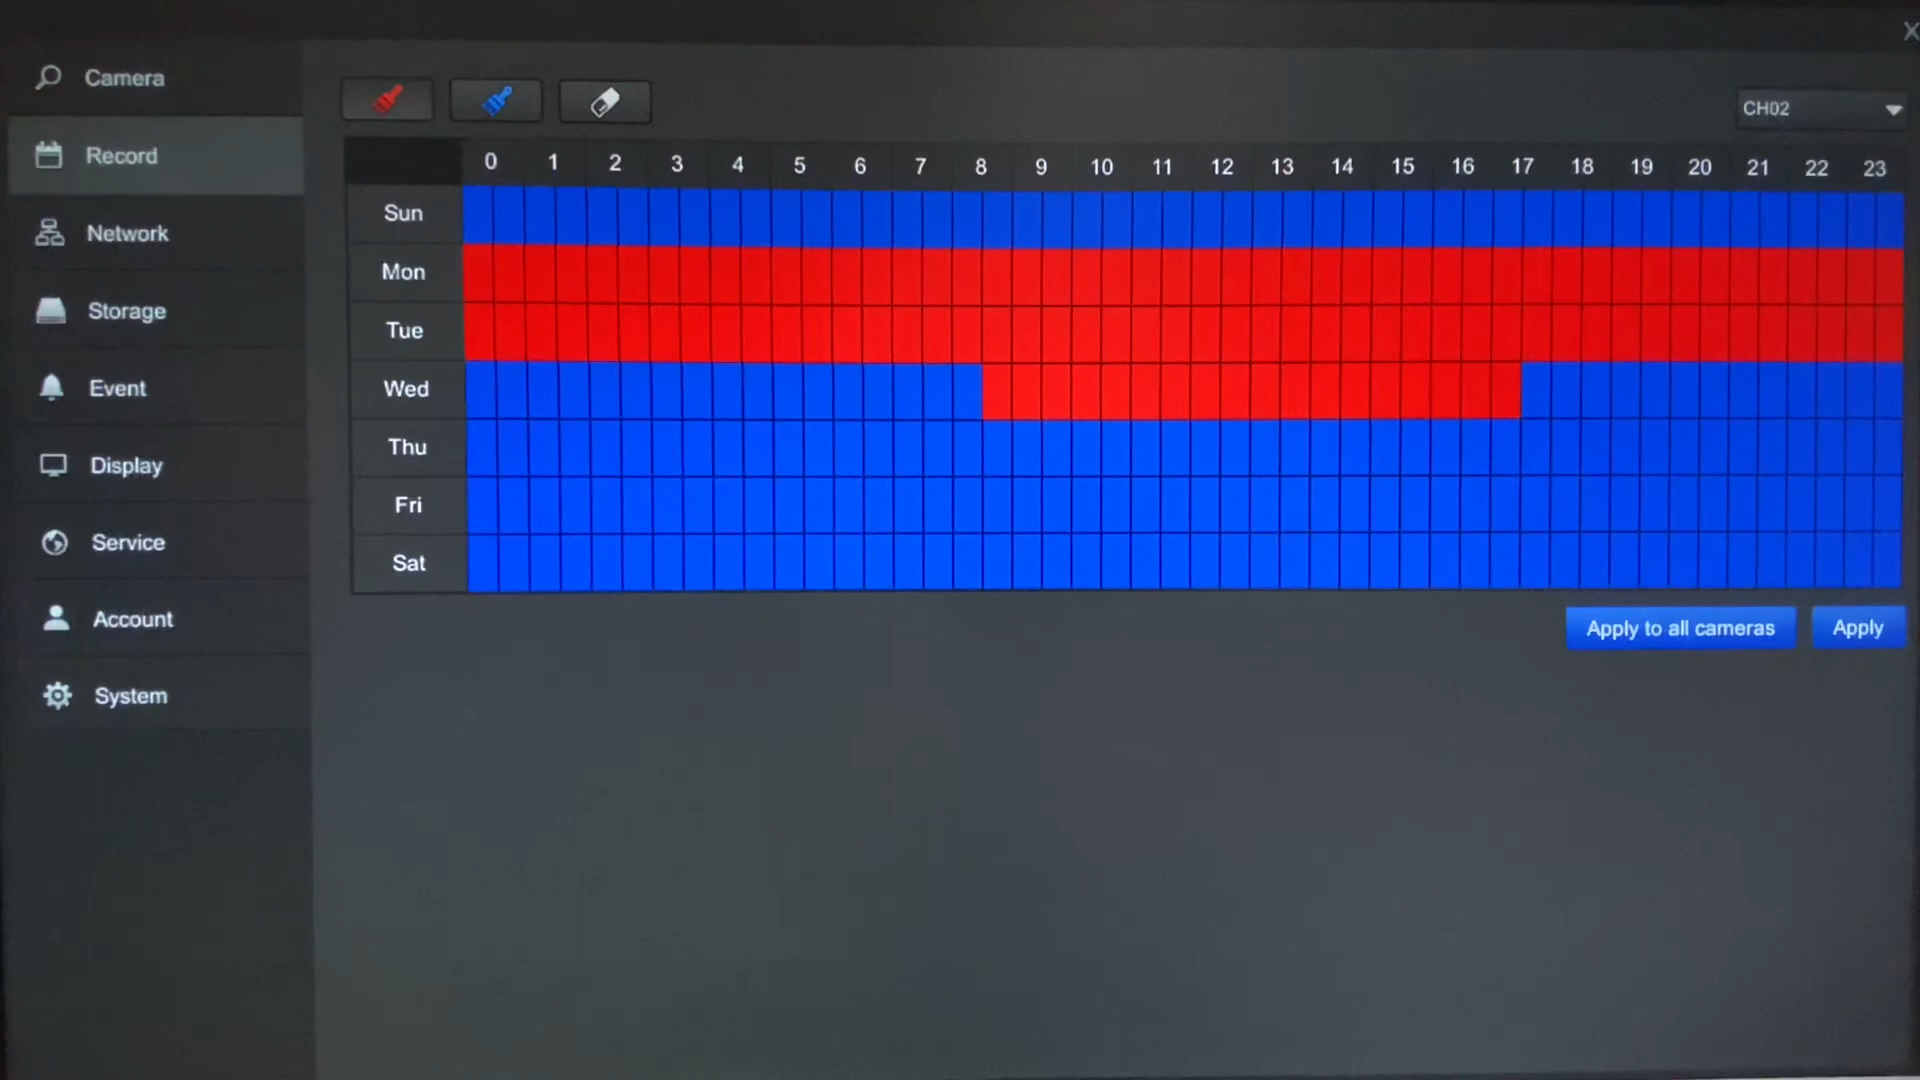 X
Camera
Record
Network
Storage
Event
Display
Service
Account
System
CH02
0 1 2 3 4 5 6 7 8 9 10 11 12 13 14 15 16 17 18 19 20 21 22 23
Sun
Mon
Tue
Wed
Thu
Fri
Sat
Apply to all cameras
Apply